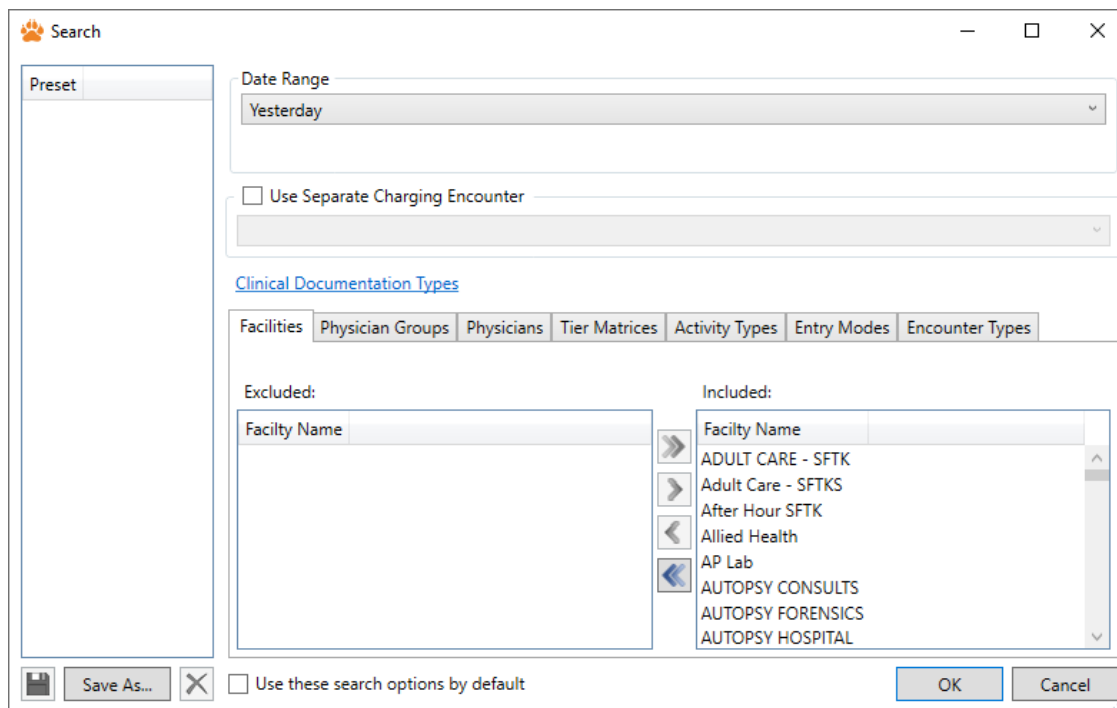 Search
Preset
Date Range
Yesterday
Use Separate Charging Encounter
Clinical Documentation Types
Facilities Physician Groups Physicians Tier Matrices Activity Types Entry Modes Encounter Types
Excluded: Included:
Facilty Name Facilty Name
ADULT CARE - SFTK
Adult Care - SFTKS
After Hour SFTK
Allied Health
AP Lab
AUTOPSY CONSULTS
AUTOPSY FORENSICS
AUTOPSY HOSPITAL
Save As... Use these search options by default OK Cancel